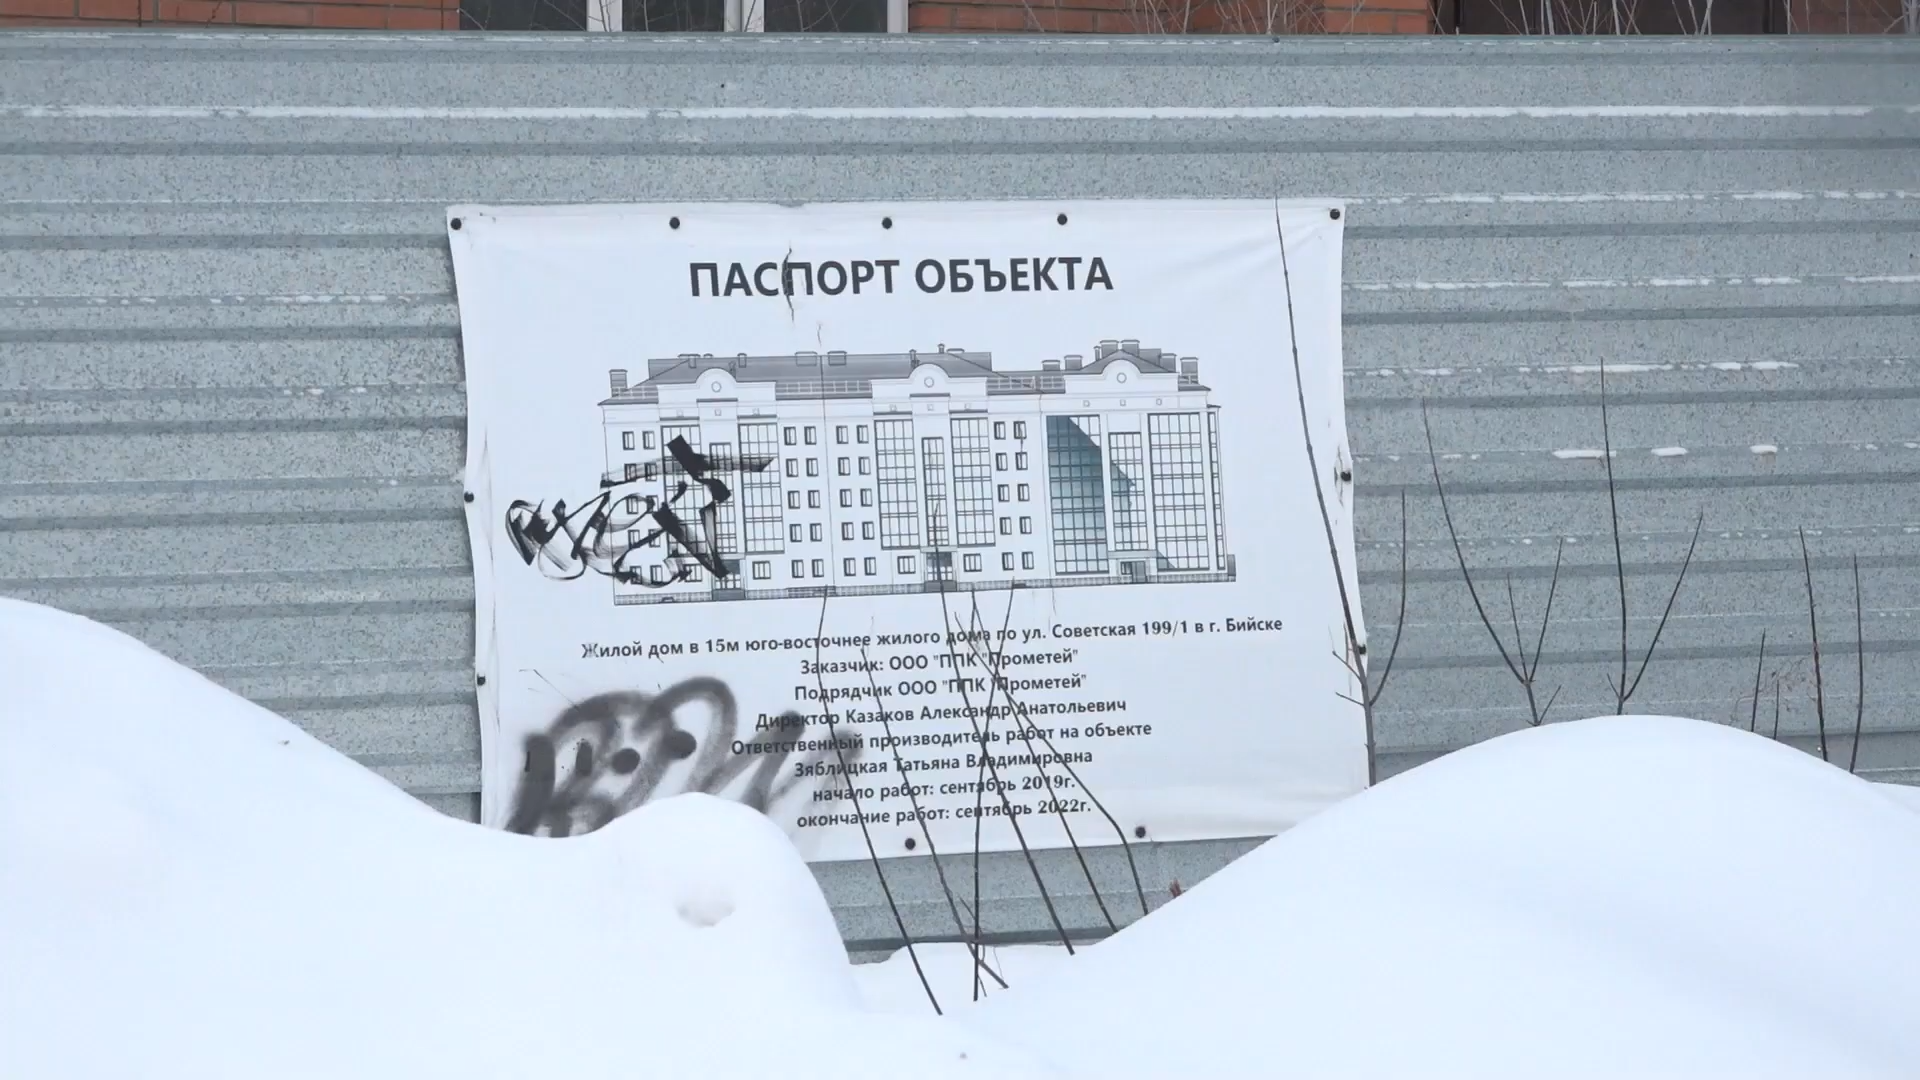 ПАСПОРТ ОБЪЕКТА
Жилой дом в 15м юго-восточнее жилого дома по ул. Советская 199/1 в г. Бийске
Заказчик: ООО "ППК "Прометей"
Подрядчик ООО "ППК "Прометей"
Директор Казаков Александр Анатольевич
Ответственный производитель работ на объекте
Зяблицкая Татьяна Владимировна
начало работ: сентябрь 2019г.
окончание работ: сентябрь 2022г.